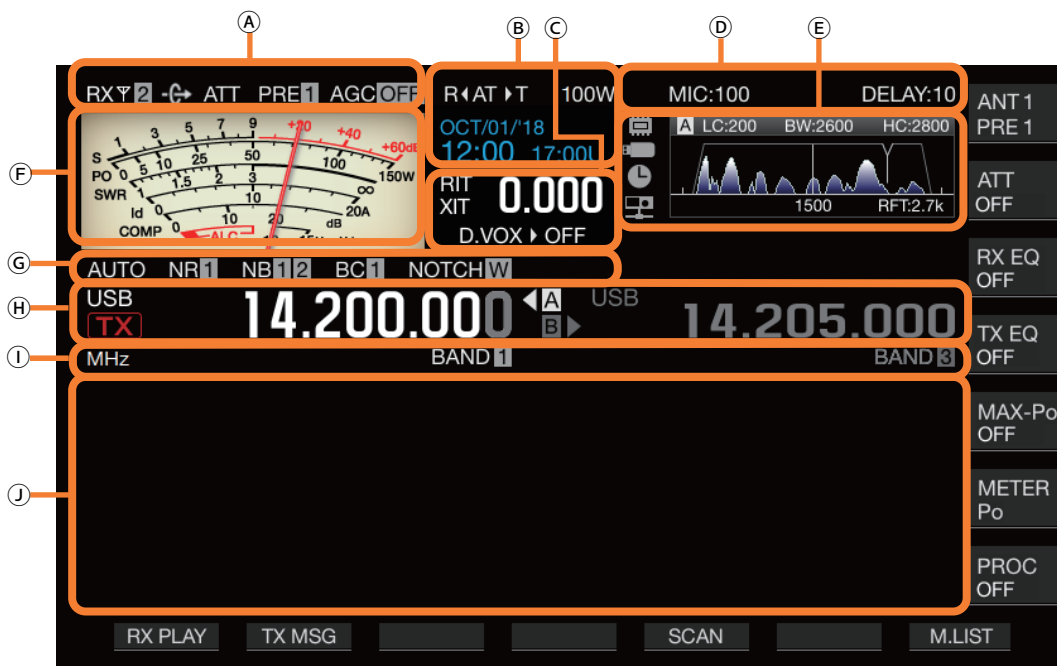 Ⓐ Ⓑ Ⓒ Ⓓ Ⓔ
RX 2 ATT PRE 1 AGC OFF
R AT T 100W
MIC:100 DELAY:10
ANT 1
PRE 1
OCT/01/'18
12:00
A LC:200 BW:2600 HC:2800
1500 RFT:2.7k
Ⓕ
S 1 3 5 7 9 +20 +40 +60dB
PO 0 5 10 25 50 100 150W
SWR 1 1.5 2 3 ∞
Id 0 10 20A
COMP 0 10 20 dB
ALC
RIT
XIT 0.000
D.VOX OFF
ATT
OFF
Ⓖ
AUTO NR 1 NB 1 2 BC 1 NOTCH W
RX EQ
OFF
Ⓗ
USB
TX
14.200.000
A
B
USB
14.205.000
TX EQ
OFF
Ⓘ
MHz BAND 1 BAND 3
Ⓙ
MAX-Po
OFF
METER
Po
PROC
OFF
RX PLAY TX MSG SCAN M.LIST